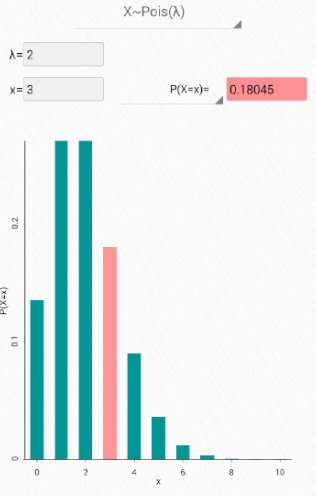 X~Pois(λ)
λ= 2
x= 3 P(X=x)= 0.18045
P(X=x)
0.2
0.1
0
0 2 4 6 8 10
x